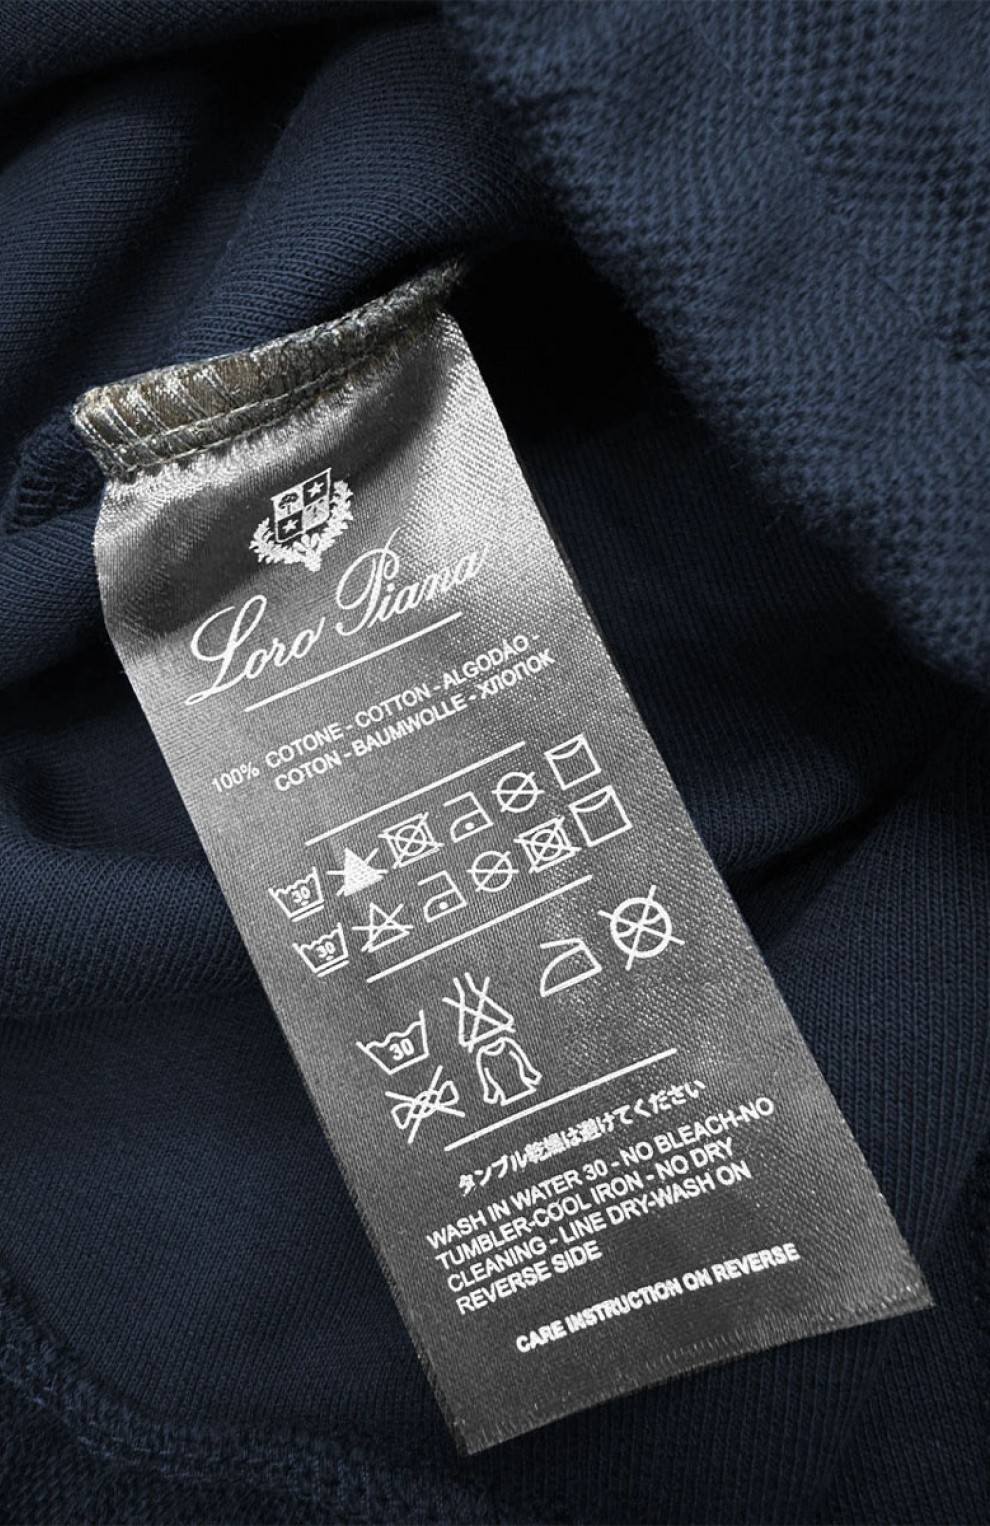 Loro Piana
100% COTONE - COTTON - ALGODÃO -
COTON - BAUMWOLLE - ХЛОПОК
30
30
30
タンブル乾燥は避けてください
WASH IN WATER 30 - NO BLEACH-NO
TUMBLER-COOL IRON - NO DRY
CLEANING - LINE DRY-WASH ON
REVERSE SIDE
CARE INSTRUCTION ON REVERSE